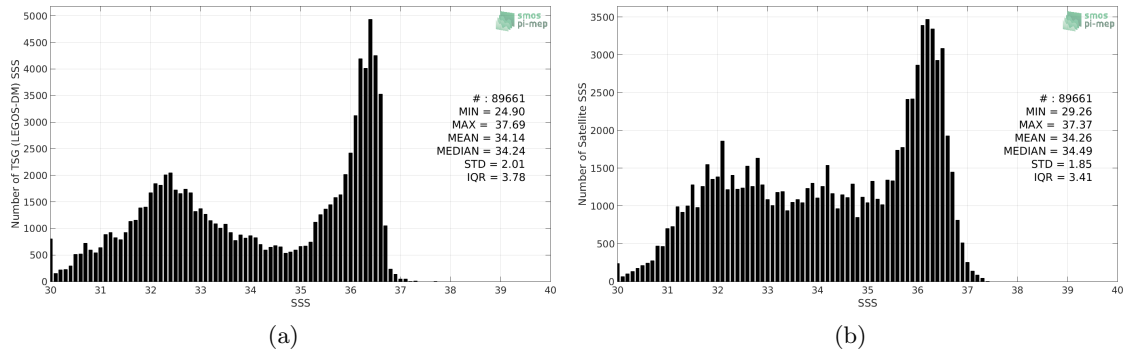 Number of TSG (LEGOS-DM) SSS
5000
4500
4000
3500
3000
2500
2000
1500
1000
500
0
30 31 32 33 34 35 36 37 38 39 40
SSS
smos
pi-mep
# : 89661
MIN = 24.90
MAX = 37.69
MEAN = 34.14
MEDIAN = 34.24
STD = 2.01
IQR = 3.78
(a)
Number of Satellite SSS
3500
3000
2500
2000
1500
1000
500
0
30 31 32 33 34 35 36 37 38 39 40
SSS
smos
pi-mep
# : 89661
MIN = 29.26
MAX = 37.37
MEAN = 34.26
MEDIAN = 34.49
STD = 1.85
IQR = 3.41
(b)